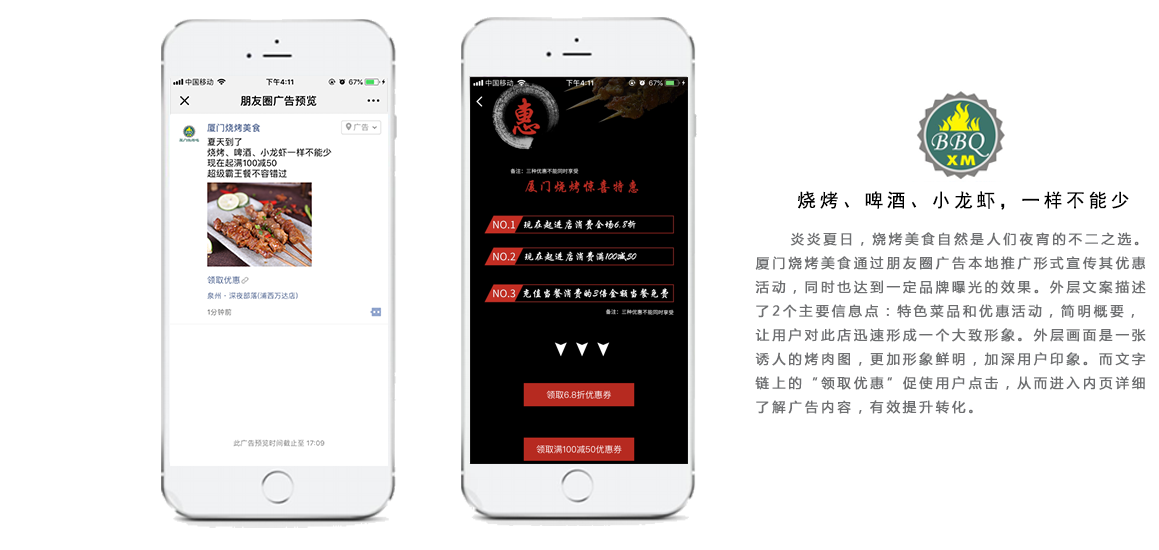 中国移动
下午4:11
67%
朋友圈广告预览
厦门烧烤美食
广告
夏天到了
烧烤、啤酒、小龙虾一样不能少
现在起满100减50
超级霸王餐不容错过
领取优惠
泉州·深夜部落(浦西万达店)
1分钟前
此广告预览时间截止至 17:09
中国移动
下午4:11
67%
惠
备注：三种优惠不能同时享受
厦门烧烤惊喜特惠
NO.1 现在起进店消费全场6.8折
NO.2 现在起进店消费满100减50
NO.3 充值当餐消费的3倍金额当餐免费
备注：三种优惠不能同时享受
领取6.8折优惠券
领取满100减50优惠券
BBQ
XM
烧烤、啤酒、小龙虾，一样不能少
炎炎夏日，烧烤美食自然是人们夜宵的不二之选。
厦门烧烤美食通过朋友圈广告本地推广形式宣传其优惠
活动，同时也达到一定品牌曝光的效果。外层文案描述
了2个主要信息点：特色菜品和优惠活动，简明概要，
让用户对此店迅速形成一个大致形象。外层画面是一张
诱人的烤肉图，更加形象鲜明，加深用户印象。而文字
链上的“领取优惠”促使用户点击，从而进入内页详细
了解广告内容，有效提升转化。